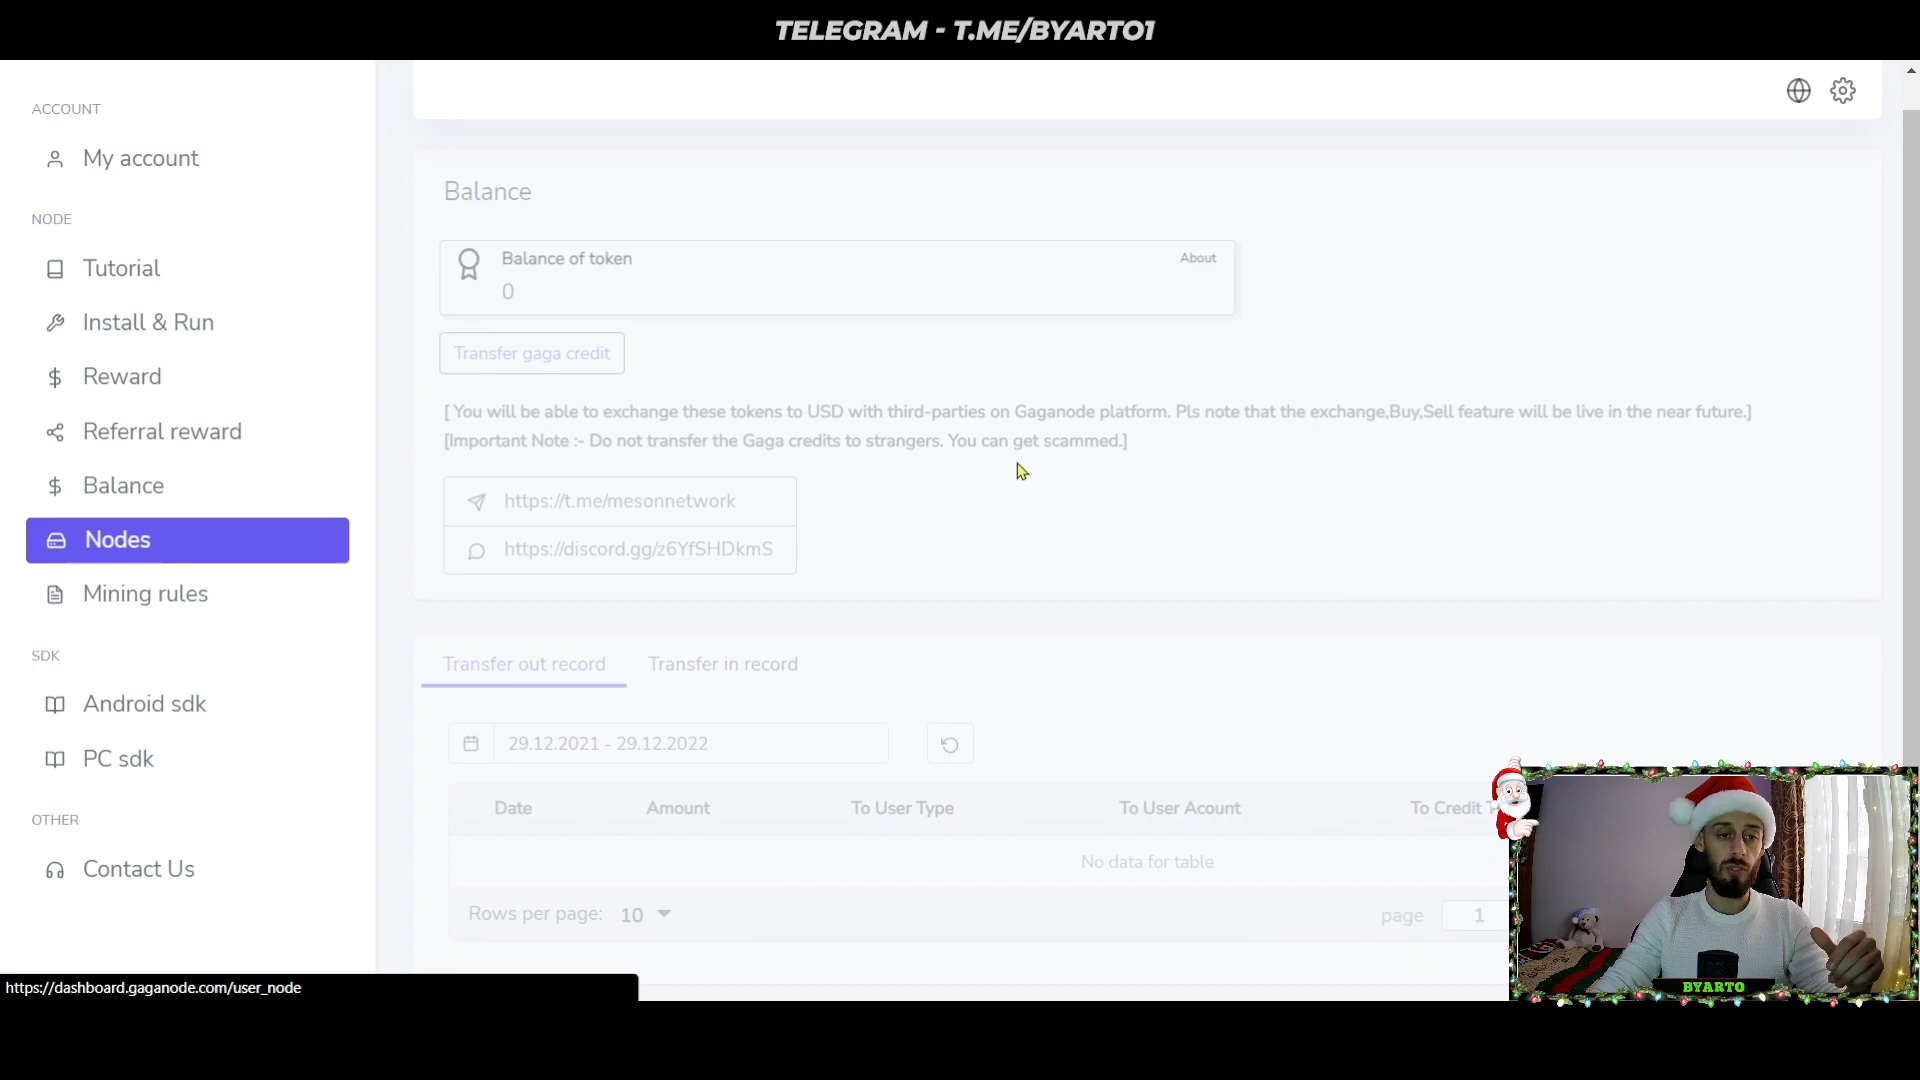 TELEGRAM - T.ME/BYARTO1
ACCOUNT
My account
NODE
Tutorial
Install & Run
Reward
Referral reward
Balance
Nodes
Mining rules
SDK
Android sdk
PC sdk
OTHER
Contact Us
Balance
Balance of token
About
0
Transfer gaga credit
[ You will be able to exchange these tokens to USD with third-parties on Gaganode platform. Pls note that the exchange,Buy,Sell feature will be live in the near future.]
[Important Note :- Do not transfer the Gaga credits to strangers. You can get scammed.]
https://t.me/mesonnetwork
https://discord.gg/z6YfSHDkmS
Transfer out record Transfer in record
29.12.2021 - 29.12.2022
Date Amount To User Type To User Acount To Credit
No data for table
Rows per page: 10 page 1
https://dashboard.gaganode.com/user_node
BYARTO